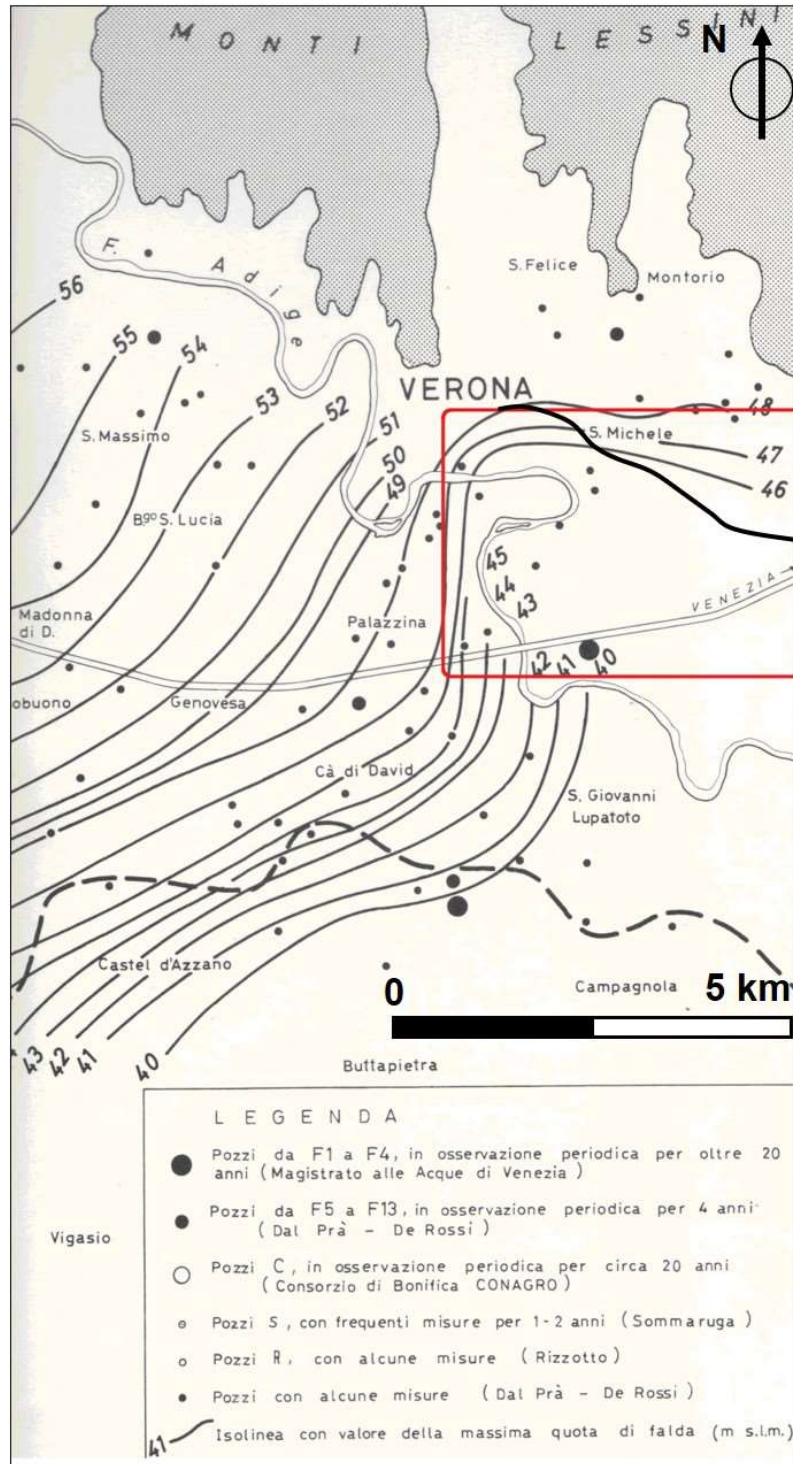 MONTI LESSINI
N
F. Adige
S. Felice
Montorio
56
55
54
VERONA
53
52
51
50
49
48
S. Michele
47
46
S. Massimo
Bgo S. Lucia
45
44
43
VENEZIA
Madonna
di D.
Palazzina
42
41
40
obuono
Genovesa
Cà di David
S. Giovanni
Lupatoto
Castel d'Azzano
Campagnola
0 5 km
43
42
41
40
Buttapietra
LEGENDA
Pozzi da F1 a F4, in osservazione periodica per oltre 20
anni (Magistrato alle Acque di Venezia)
Pozzi da F5 a F13, in osservazione periodica per 4 anni
(Dal Prà - De Rossi)
Vigasio
Pozzi C, in osservazione periodica per circa 20 anni
(Consorzio di Bonifica CONAGRO)
Pozzi S, con frequenti misure per 1-2 anni (Sommaruga)
Pozzi R, con alcune misure (Rizzotto)
Pozzi con alcune misure (Dal Prà - De Rossi)
41 Isolinea con valore della massima quota di falda (m s.l.m.)